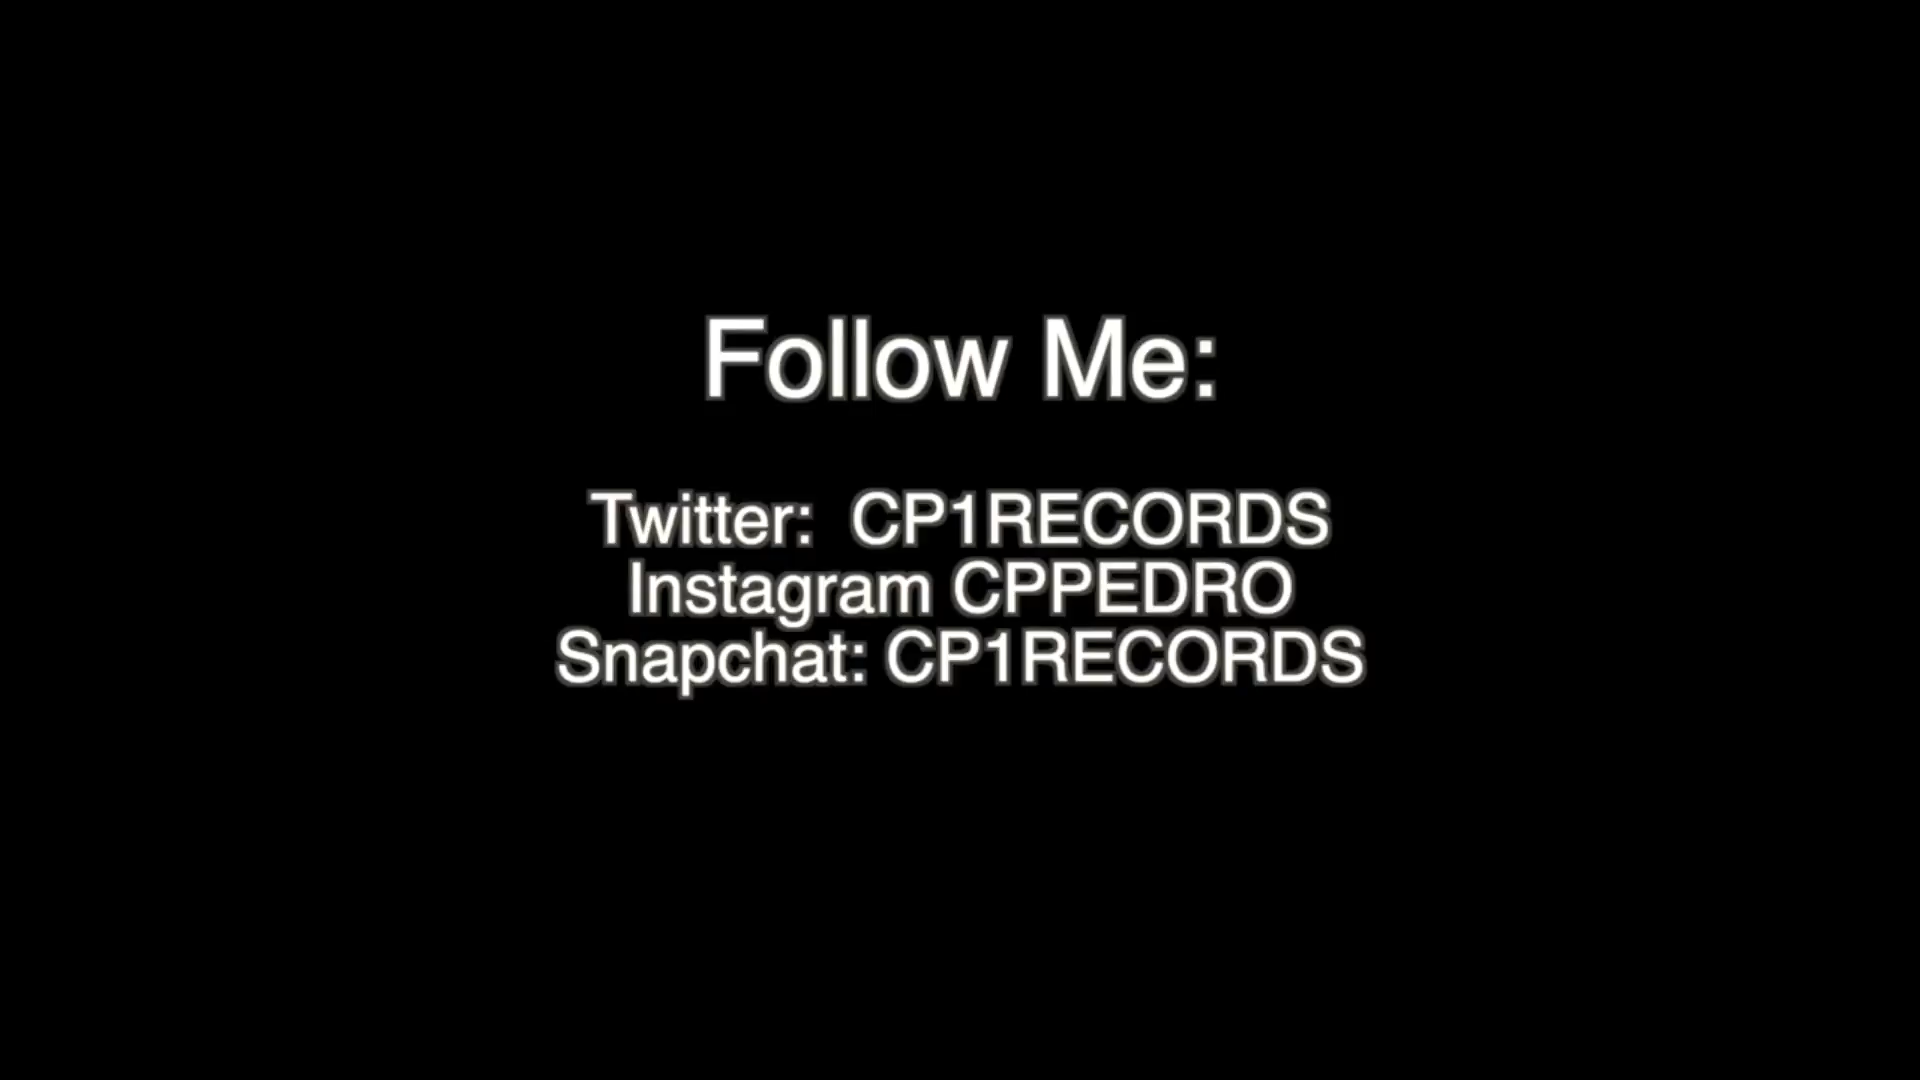 Follow Me:
Twitter:  CP1RECORDS
Instagram CPPEDRO
Snapchat: CP1RECORDS